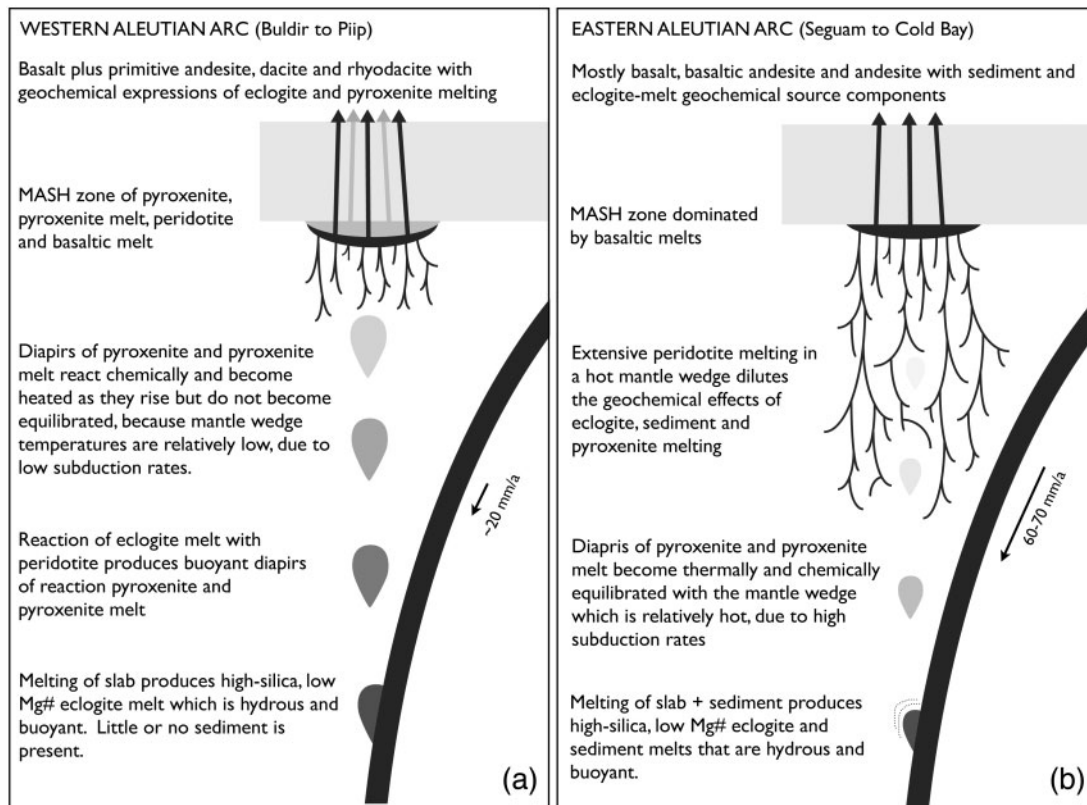 WESTERN ALEUTIAN ARC (Buldir to Piip)
Basalt plus primitive andesite, dacite and rhyodacite with
geochemical expressions of eclogite and pyroxenite melting
MASH zone of pyroxenite,
pyroxenite melt, peridotite
and basaltic melt
Diapirs of pyroxenite and pyroxenite
melt react chemically and become
heated as they rise but do not become
equilibrated, because mantle wedge
temperatures are relatively low, due to
low subduction rates.
~20 mm/a
Reaction of eclogite melt with
peridotite produces buoyant diapirs
of reaction pyroxenite and
pyroxenite melt
Melting of slab produces high-silica, low
Mg# eclogite melt which is hydrous and
buoyant. Little or no sediment is
present.
(a)
EASTERN ALEUTIAN ARC (Seguam to Cold Bay)
Mostly basalt, basaltic andesite and andesite with sediment and
eclogite-melt geochemical source components
MASH zone dominated
by basaltic melts
Extensive peridotite melting in
a hot mantle wedge dilutes
the geochemical effects of
eclogite, sediment and
pyroxenite melting
60-70 mm/a
Diapris of pyroxenite and pyroxenite
melt become thermally and chemically
equilibrated with the mantle wedge
which is relatively hot, due to high
subduction rates
Melting of slab + sediment produces
high-silica, low Mg# eclogite and
sediment melts that are hydrous and
buoyant.
(b)